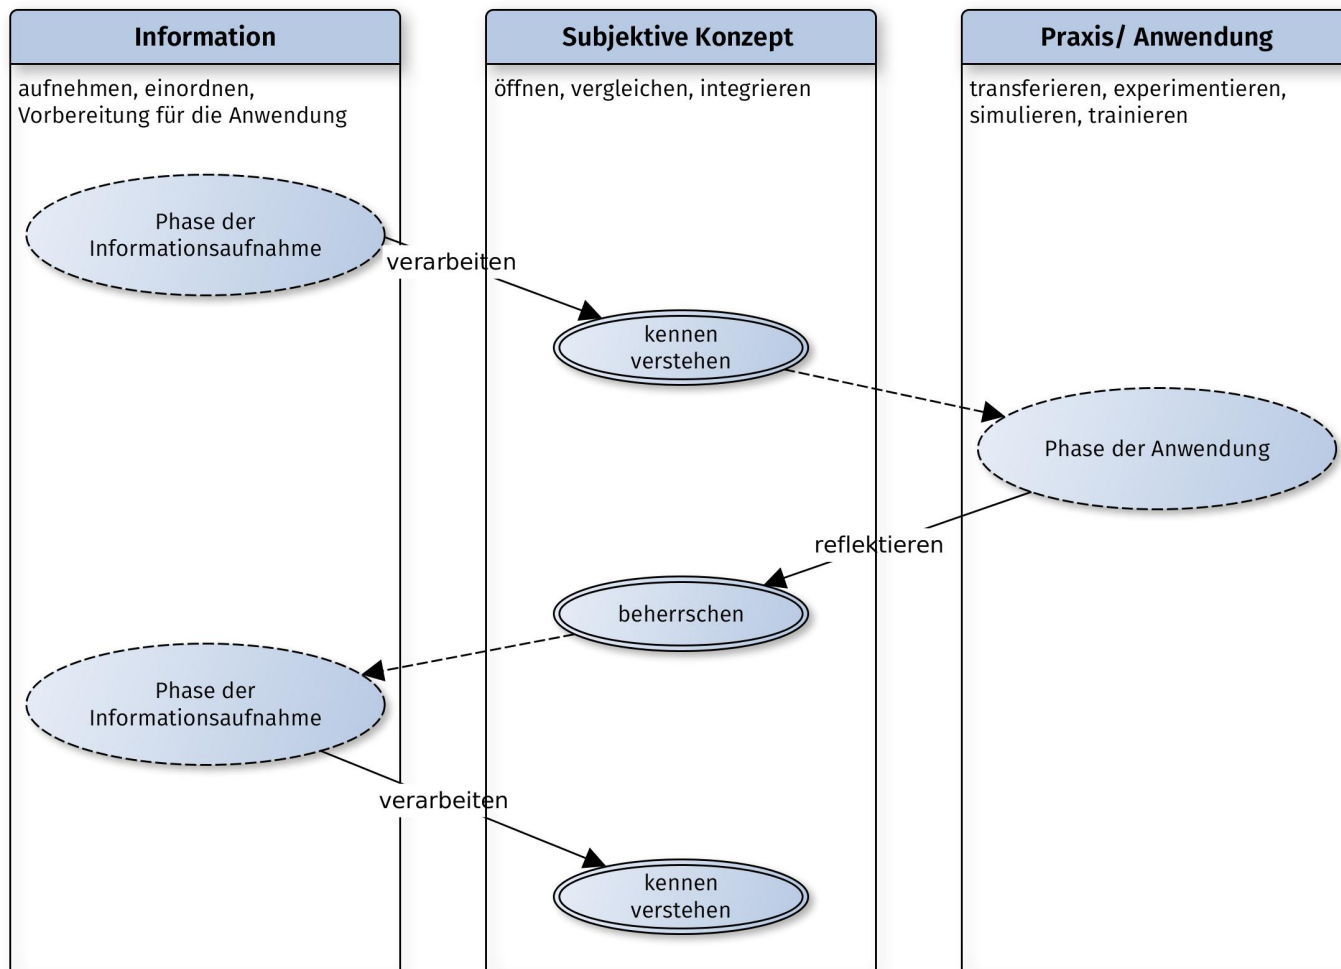 Information
Subjektive Konzept
Praxis/ Anwendung
aufnehmen, einordnen,
Vorbereitung für die Anwendung
öffnen, vergleichen, integrieren
transferieren, experimentieren,
simulieren, trainieren
Phase der
Informationsaufnahme
verarbeiten
kennen
verstehen
Phase der Anwendung
reflektieren
beherrschen
Phase der
Informationsaufnahme
verarbeiten
kennen
verstehen